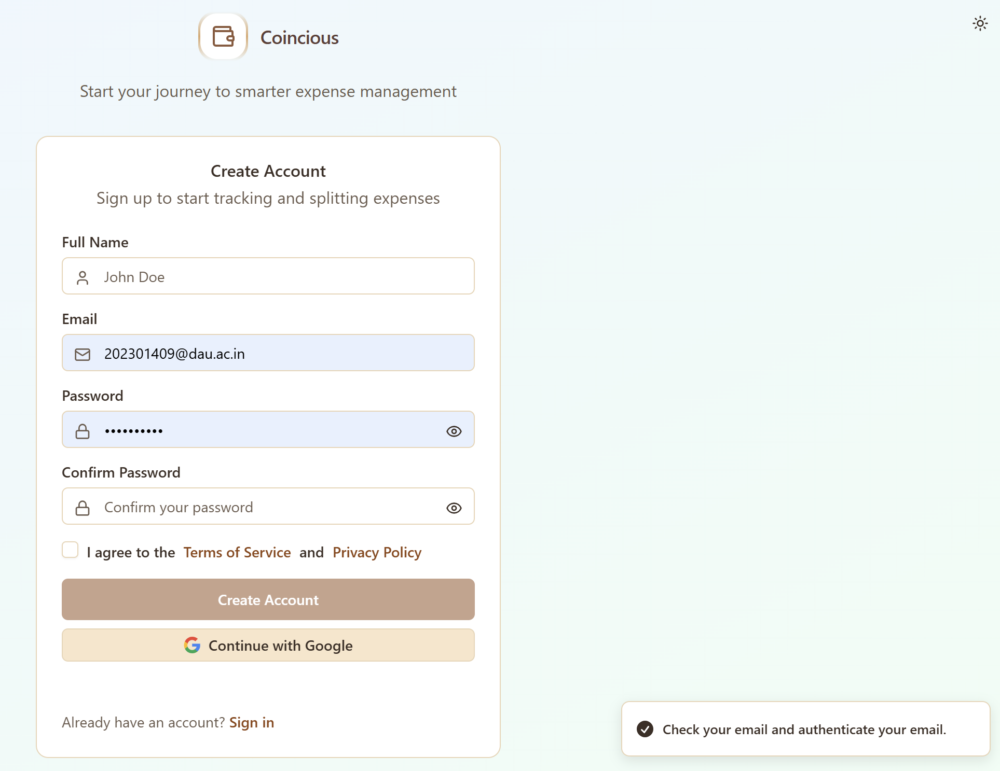 Coincious
Start your journey to smarter expense management
Create Account
Sign up to start tracking and splitting expenses
Full Name
John Doe
Email
202301409@dau.ac.in
Password
••••••••••
Confirm Password
Confirm your password
I agree to the Terms of Service and Privacy Policy
Create Account
Continue with Google
Already have an account? Sign in
Check your email and authenticate your email.